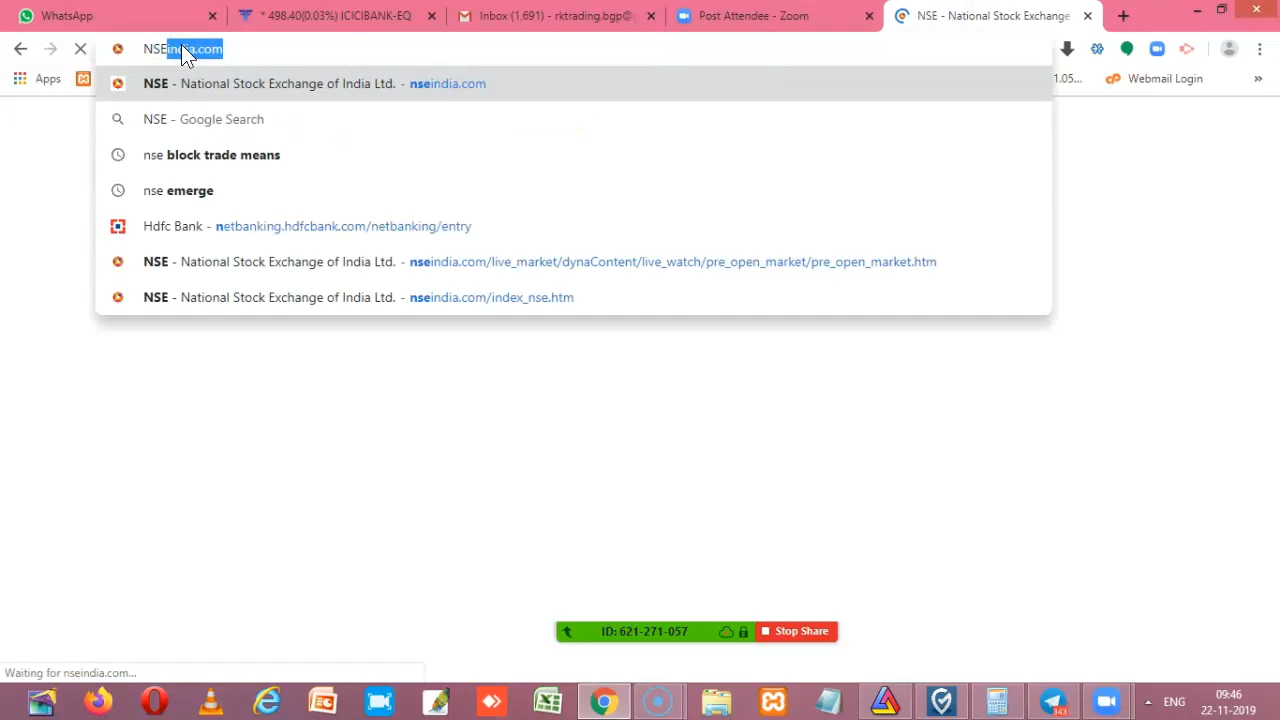 WhatsApp
* 498.40(0.03%) ICICIBANK-EQ
Inbox (1,691) - rktrading.bgp@
Post Attendee - Zoom
NSE - National Stock Exchange
NSEindia.com
Apps
1.05...
Webmail Login
»
NSE - National Stock Exchange of India Ltd. - nseindia.com
NSE - Google Search
nse block trade means
nse emerge
Hdfc Bank - netbanking.hdfcbank.com/netbanking/entry
NSE - National Stock Exchange of India Ltd. - nseindia.com/live_market/dynaContent/live_watch/pre_open_market/pre_open_market.htm
NSE - National Stock Exchange of India Ltd. - nseindia.com/index_nse.htm
ID: 621-271-057
Stop Share
Waiting for nseindia.com...
343
ENG
09:46
22-11-2019